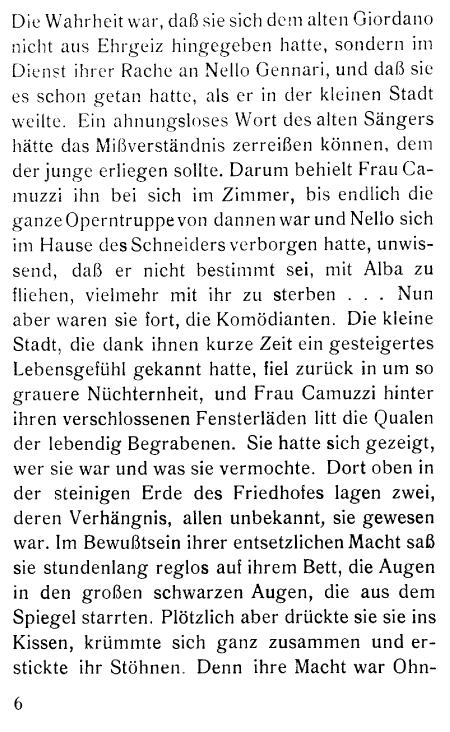 Die Wahrheit war, daß sie sich dem alten Giordano
nicht aus Ehrgeiz hingegeben hatte, sondern im
Dienst ihrer Rache an Nello Gennari, und daß sie
es schon getan hatte, als er in der kleinen Stadt
weilte. Ein ahnungsloses Wort des alten Sängers
hätte das Mißverständnis zerreißen können, dem
der junge erliegen sollte. Darum behielt Frau Ca-
muzzi ihn bei sich im Zimmer, bis endlich die
ganze Operntruppe von dannen war und Nello sich
im Hause des Schneiders verborgen hatte, unwis-
send, daß er nicht bestimmt sei, mit Alba zu
fliehen, vielmehr mit ihr zu sterben . . . Nun
aber waren sie fort, die Komödianten. Die kleine
Stadt, die dank ihnen kurze Zeit ein gesteigertes
Lebensgefühl gekannt hatte, fiel zurück in um so
grauere Nüchternheit, und Frau Camuzzi hinter
ihren verschlossenen Fensterläden litt die Qualen
der lebendig Begrabenen. Sie hatte sich gezeigt,
wer sie war und was sie vermochte. Dort oben in
der steinigen Erde des Friedhofes lagen zwei,
deren Verhängnis, allen unbekannt, sie gewesen
war. Im Bewußtsein ihrer entsetzlichen Macht saß
sie stundenlang reglos auf ihrem Bett, die Augen
in den großen schwarzen Augen, die aus dem
Spiegel starrten. Plötzlich aber drückte sie sie ins
Kissen, krümmte sich ganz zusammen und er-
stickte ihr Stöhnen. Denn ihre Macht war Ohn-
6